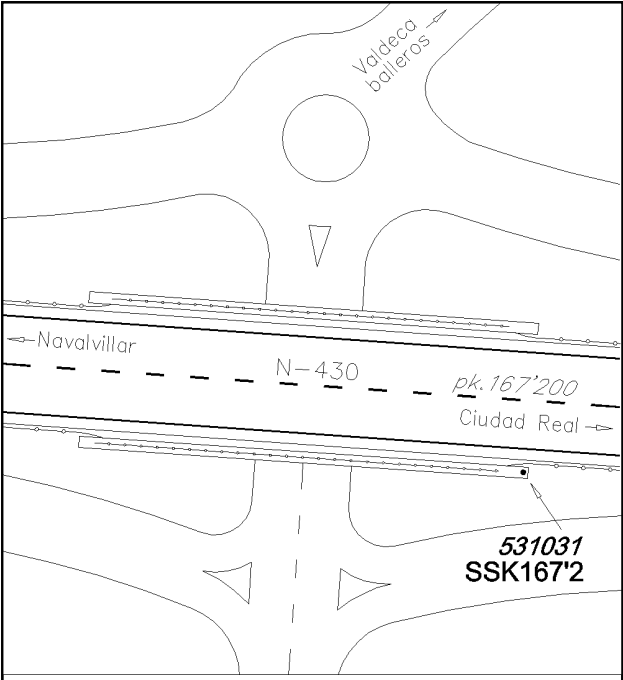 Valdeca
balleros
Navalvillar
N-430
pk.167'200
Ciudad Real
531031
SSK167'2